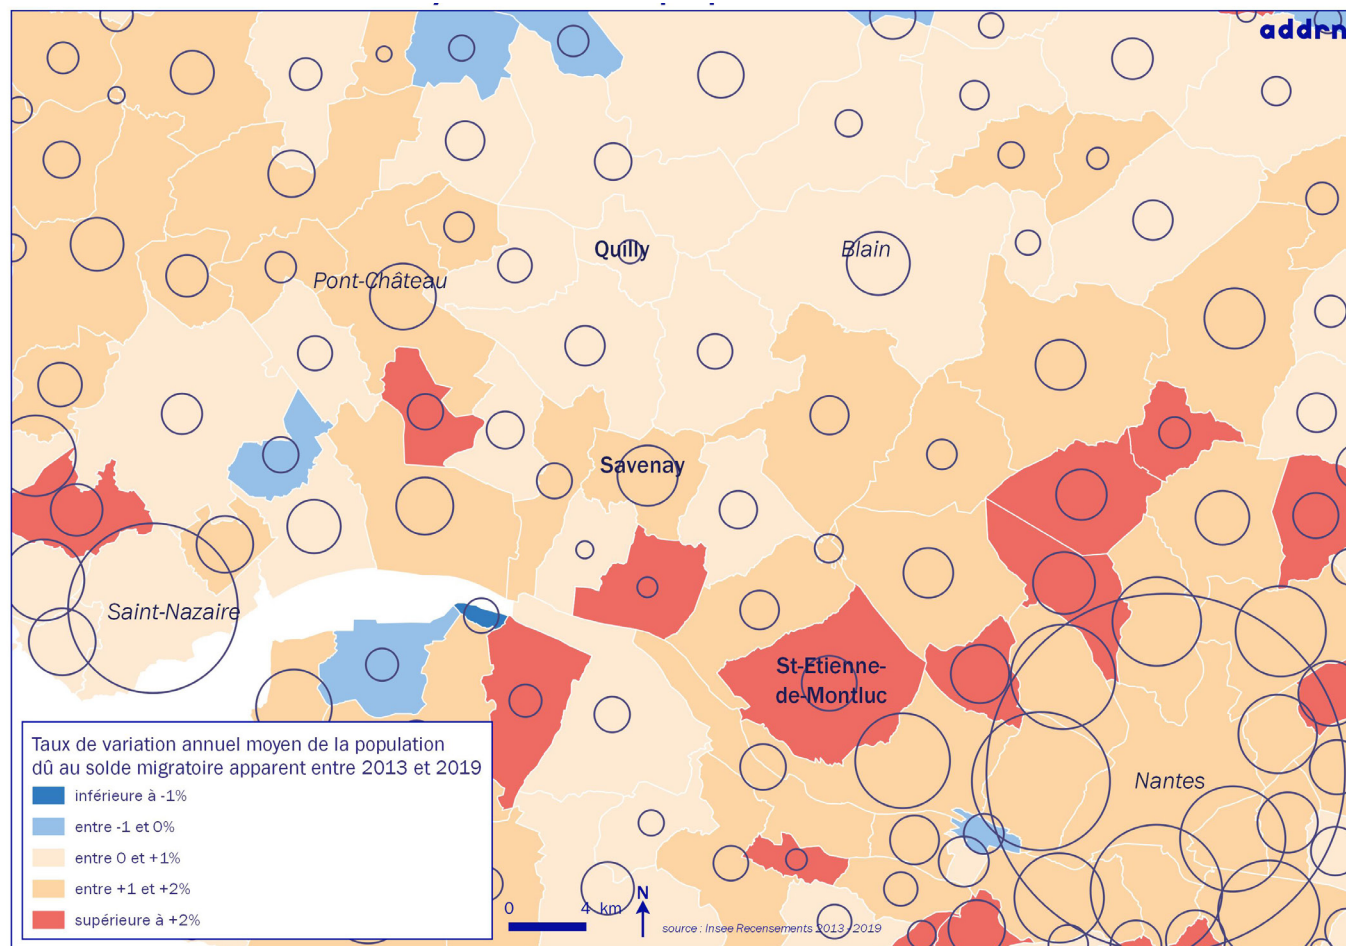 addrn
Quilly
Blain
Pont-Château
Savenay
Saint-Nazaire
St-Etienne-
de-Montluc
Nantes
Taux de variation annuel moyen de la population
dû au solde migratoire apparent entre 2013 et 2019
inférieure à -1%
entre -1 et 0%
entre 0 et +1%
entre +1 et +2%
supérieure à +2%
0 4 km
N
source : Insee Recensements 2013 - 2019